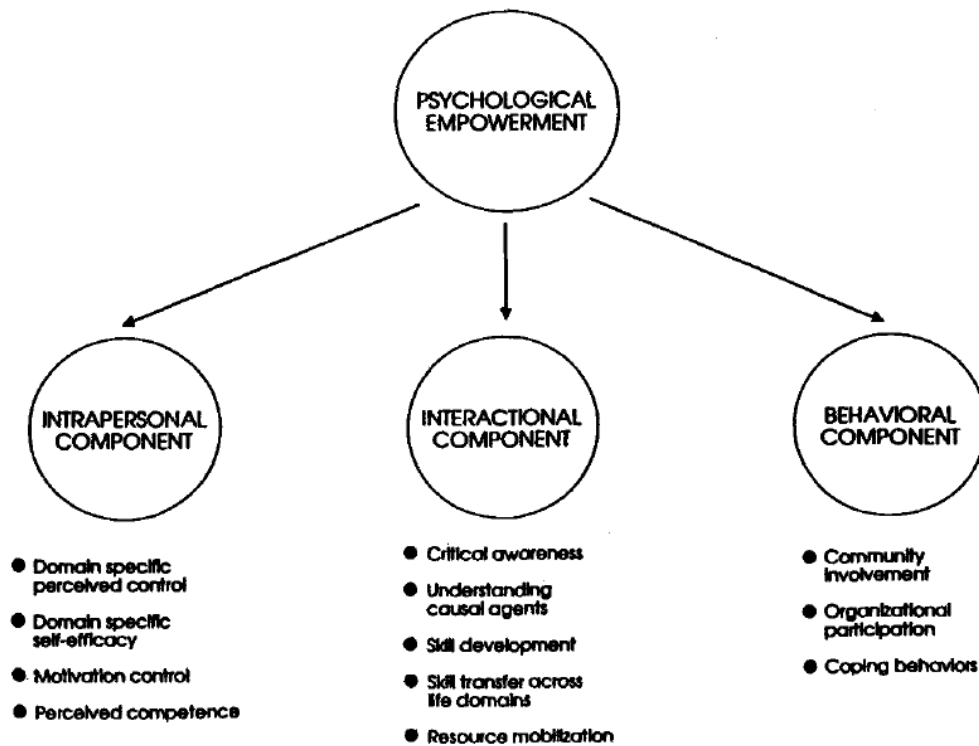 PSYCHOLOGICAL
EMPOWERMENT
INTRAPERSONAL
COMPONENT
INTERACTIONAL
COMPONENT
BEHAVIORAL
COMPONENT
● Domain specific
perceived control
● Domain specific
self-efficacy
● Motivation control
● Perceived competence
● Critical awareness
● Understanding
causal agents
● Skill development
● Skill transfer across
life domains
● Resource mobilization
● Community
involvement
● Organizational
participation
● Coping behaviors